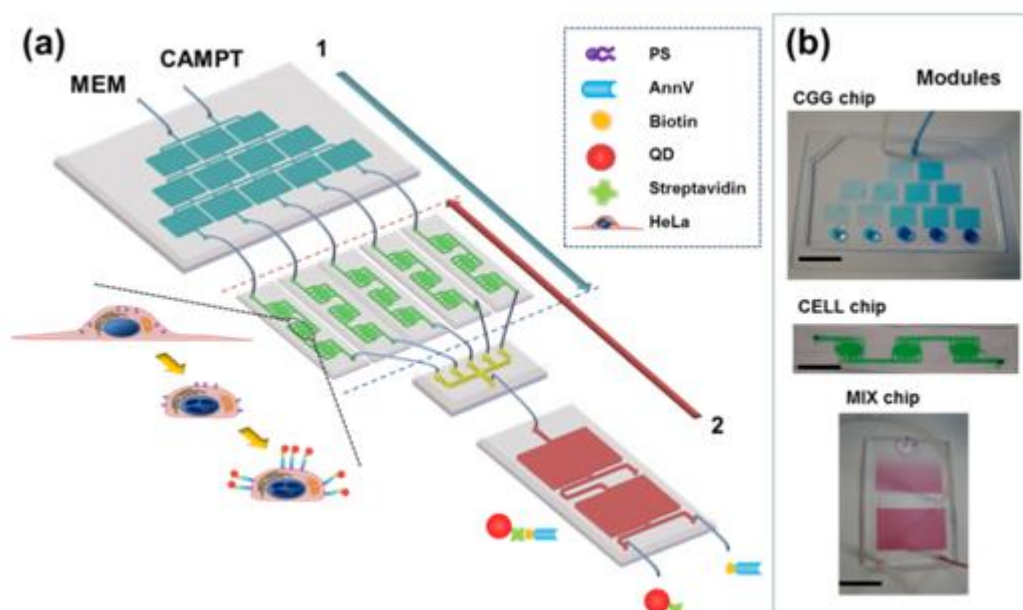 (a)
MEM
CAMPT
1
2
PS
AnnV
Biotin
QD
Streptavidin
HeLa
(b)
Modules
CGG chip
CELL chip
MIX chip